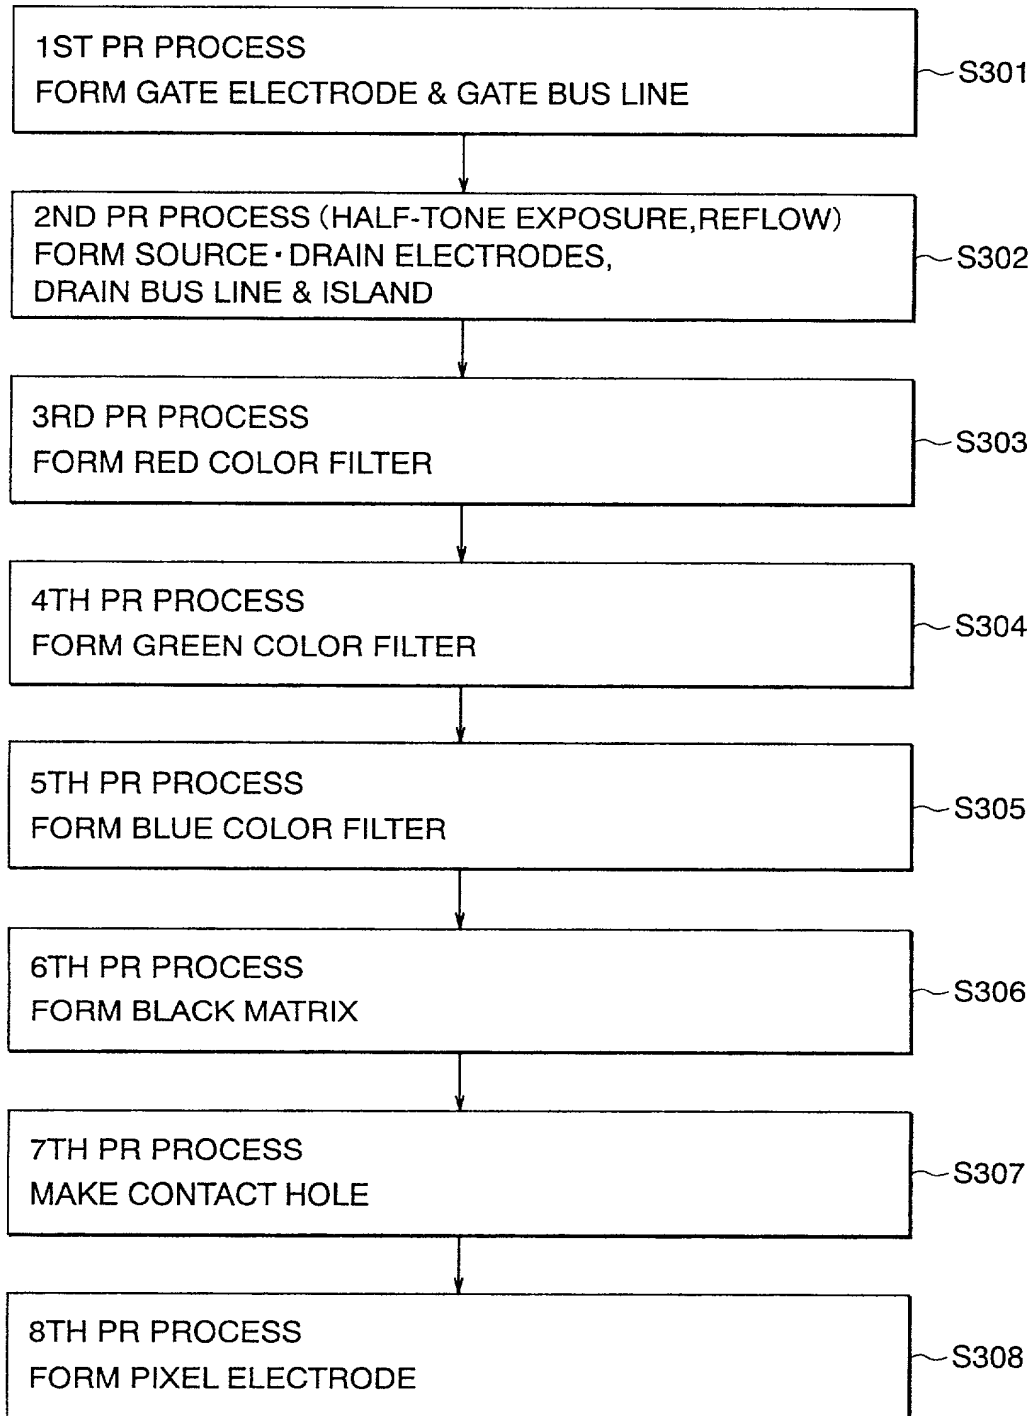 1ST PR PROCESS
FORM GATE ELECTRODE & GATE BUS LINE
S301
2ND PR PROCESS (HALF-TONE EXPOSURE,REFLOW)
FORM SOURCE・DRAIN ELECTRODES,
DRAIN BUS LINE & ISLAND
S302
3RD PR PROCESS
FORM RED COLOR FILTER
S303
4TH PR PROCESS
FORM GREEN COLOR FILTER
S304
5TH PR PROCESS
FORM BLUE COLOR FILTER
S305
6TH PR PROCESS
FORM BLACK MATRIX
S306
7TH PR PROCESS
MAKE CONTACT HOLE
S307
8TH PR PROCESS
FORM PIXEL ELECTRODE
S308